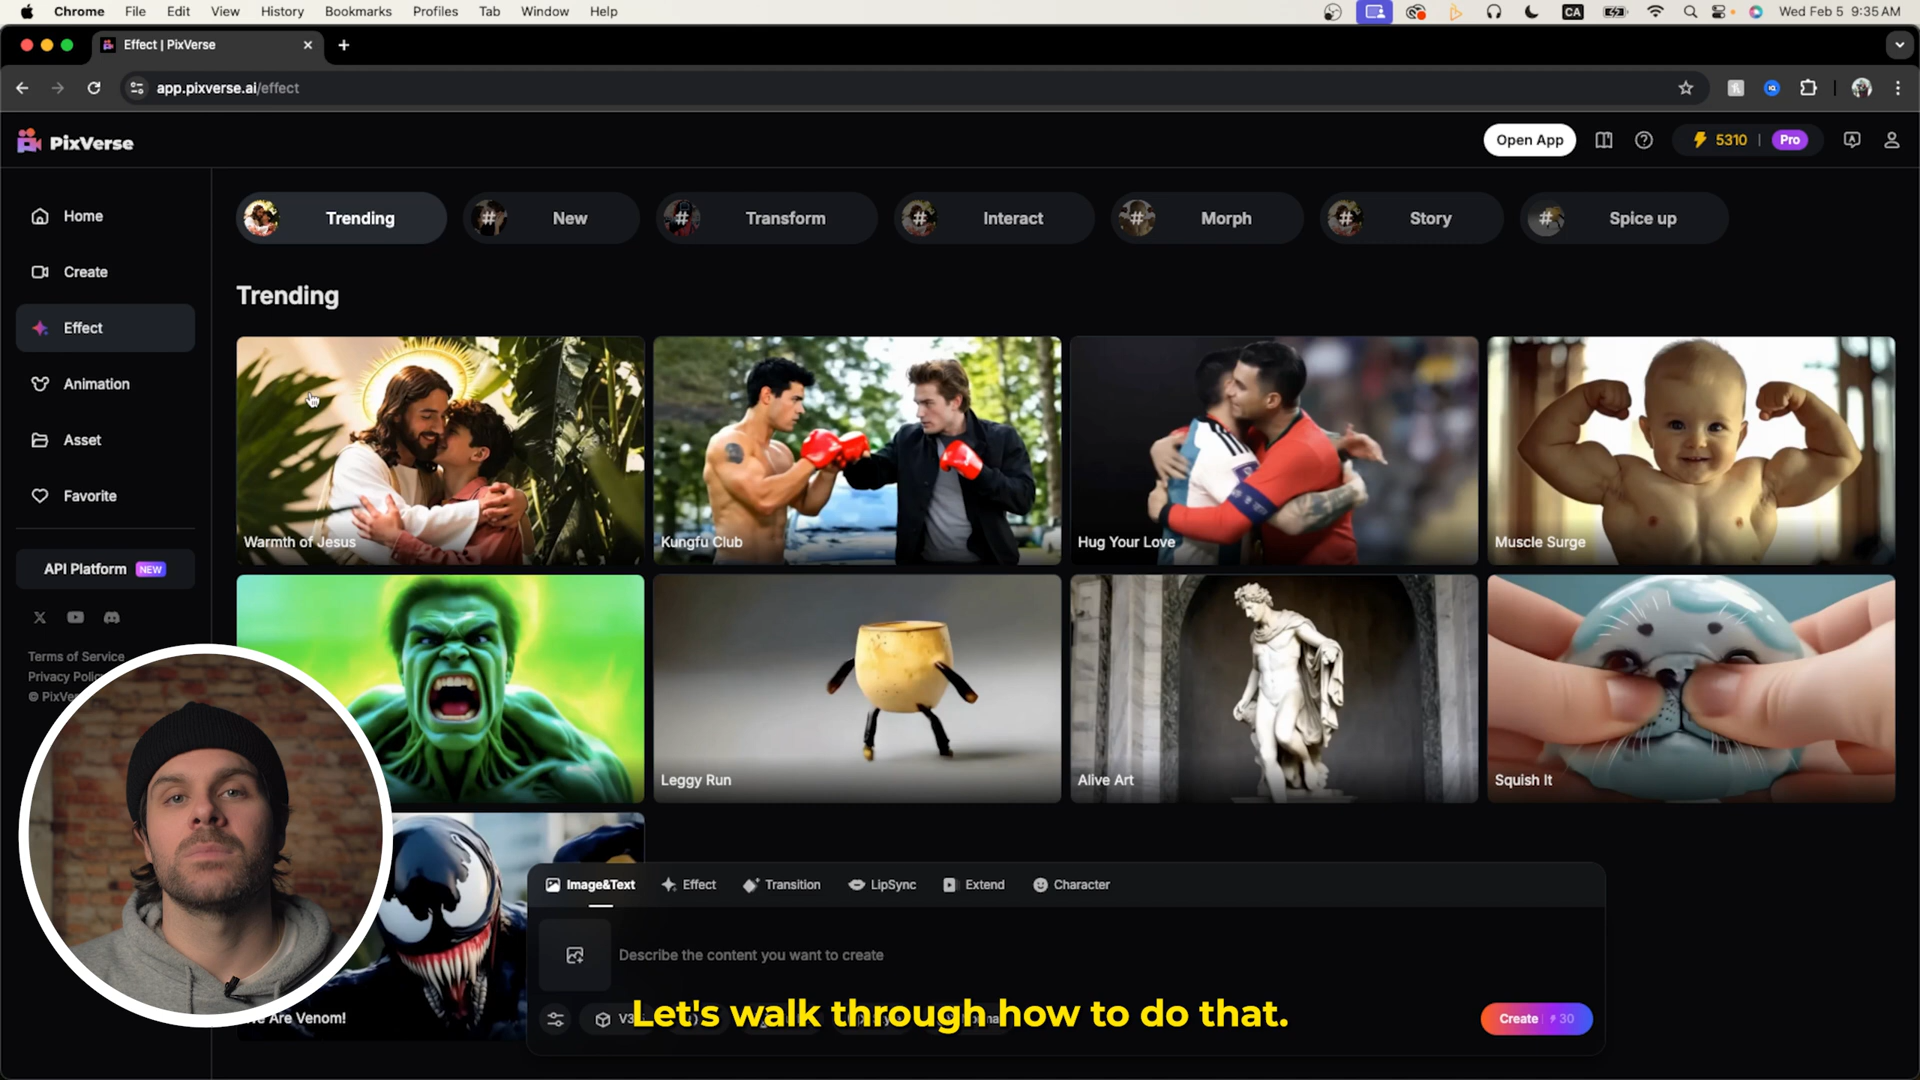 Chrome File Edit View History Bookmarks Profiles Tab Window Help
CA
Wed Feb 5 9:35 AM
Effect | PixVerse
app.pixverse.ai/effect
PixVerse
Open App
5310 | Pro
Home
Create
Effect
Animation
Asset
Favorite
API Platform NEW
Terms of Service
Privacy
Trending
# New
# Transform
# Interact
# Morph
# Story
# Spice up
Trending
Warmth of Jesus
Kungfu Club
Hug Your Love
Muscle Surge
Leggy Run
Alive Art
Squish It
Are Venom!
Image&Text
Effect
Transition
LipSync
Extend
Character
Describe the content you want to create
Let's walk through how to do that.
Create 30